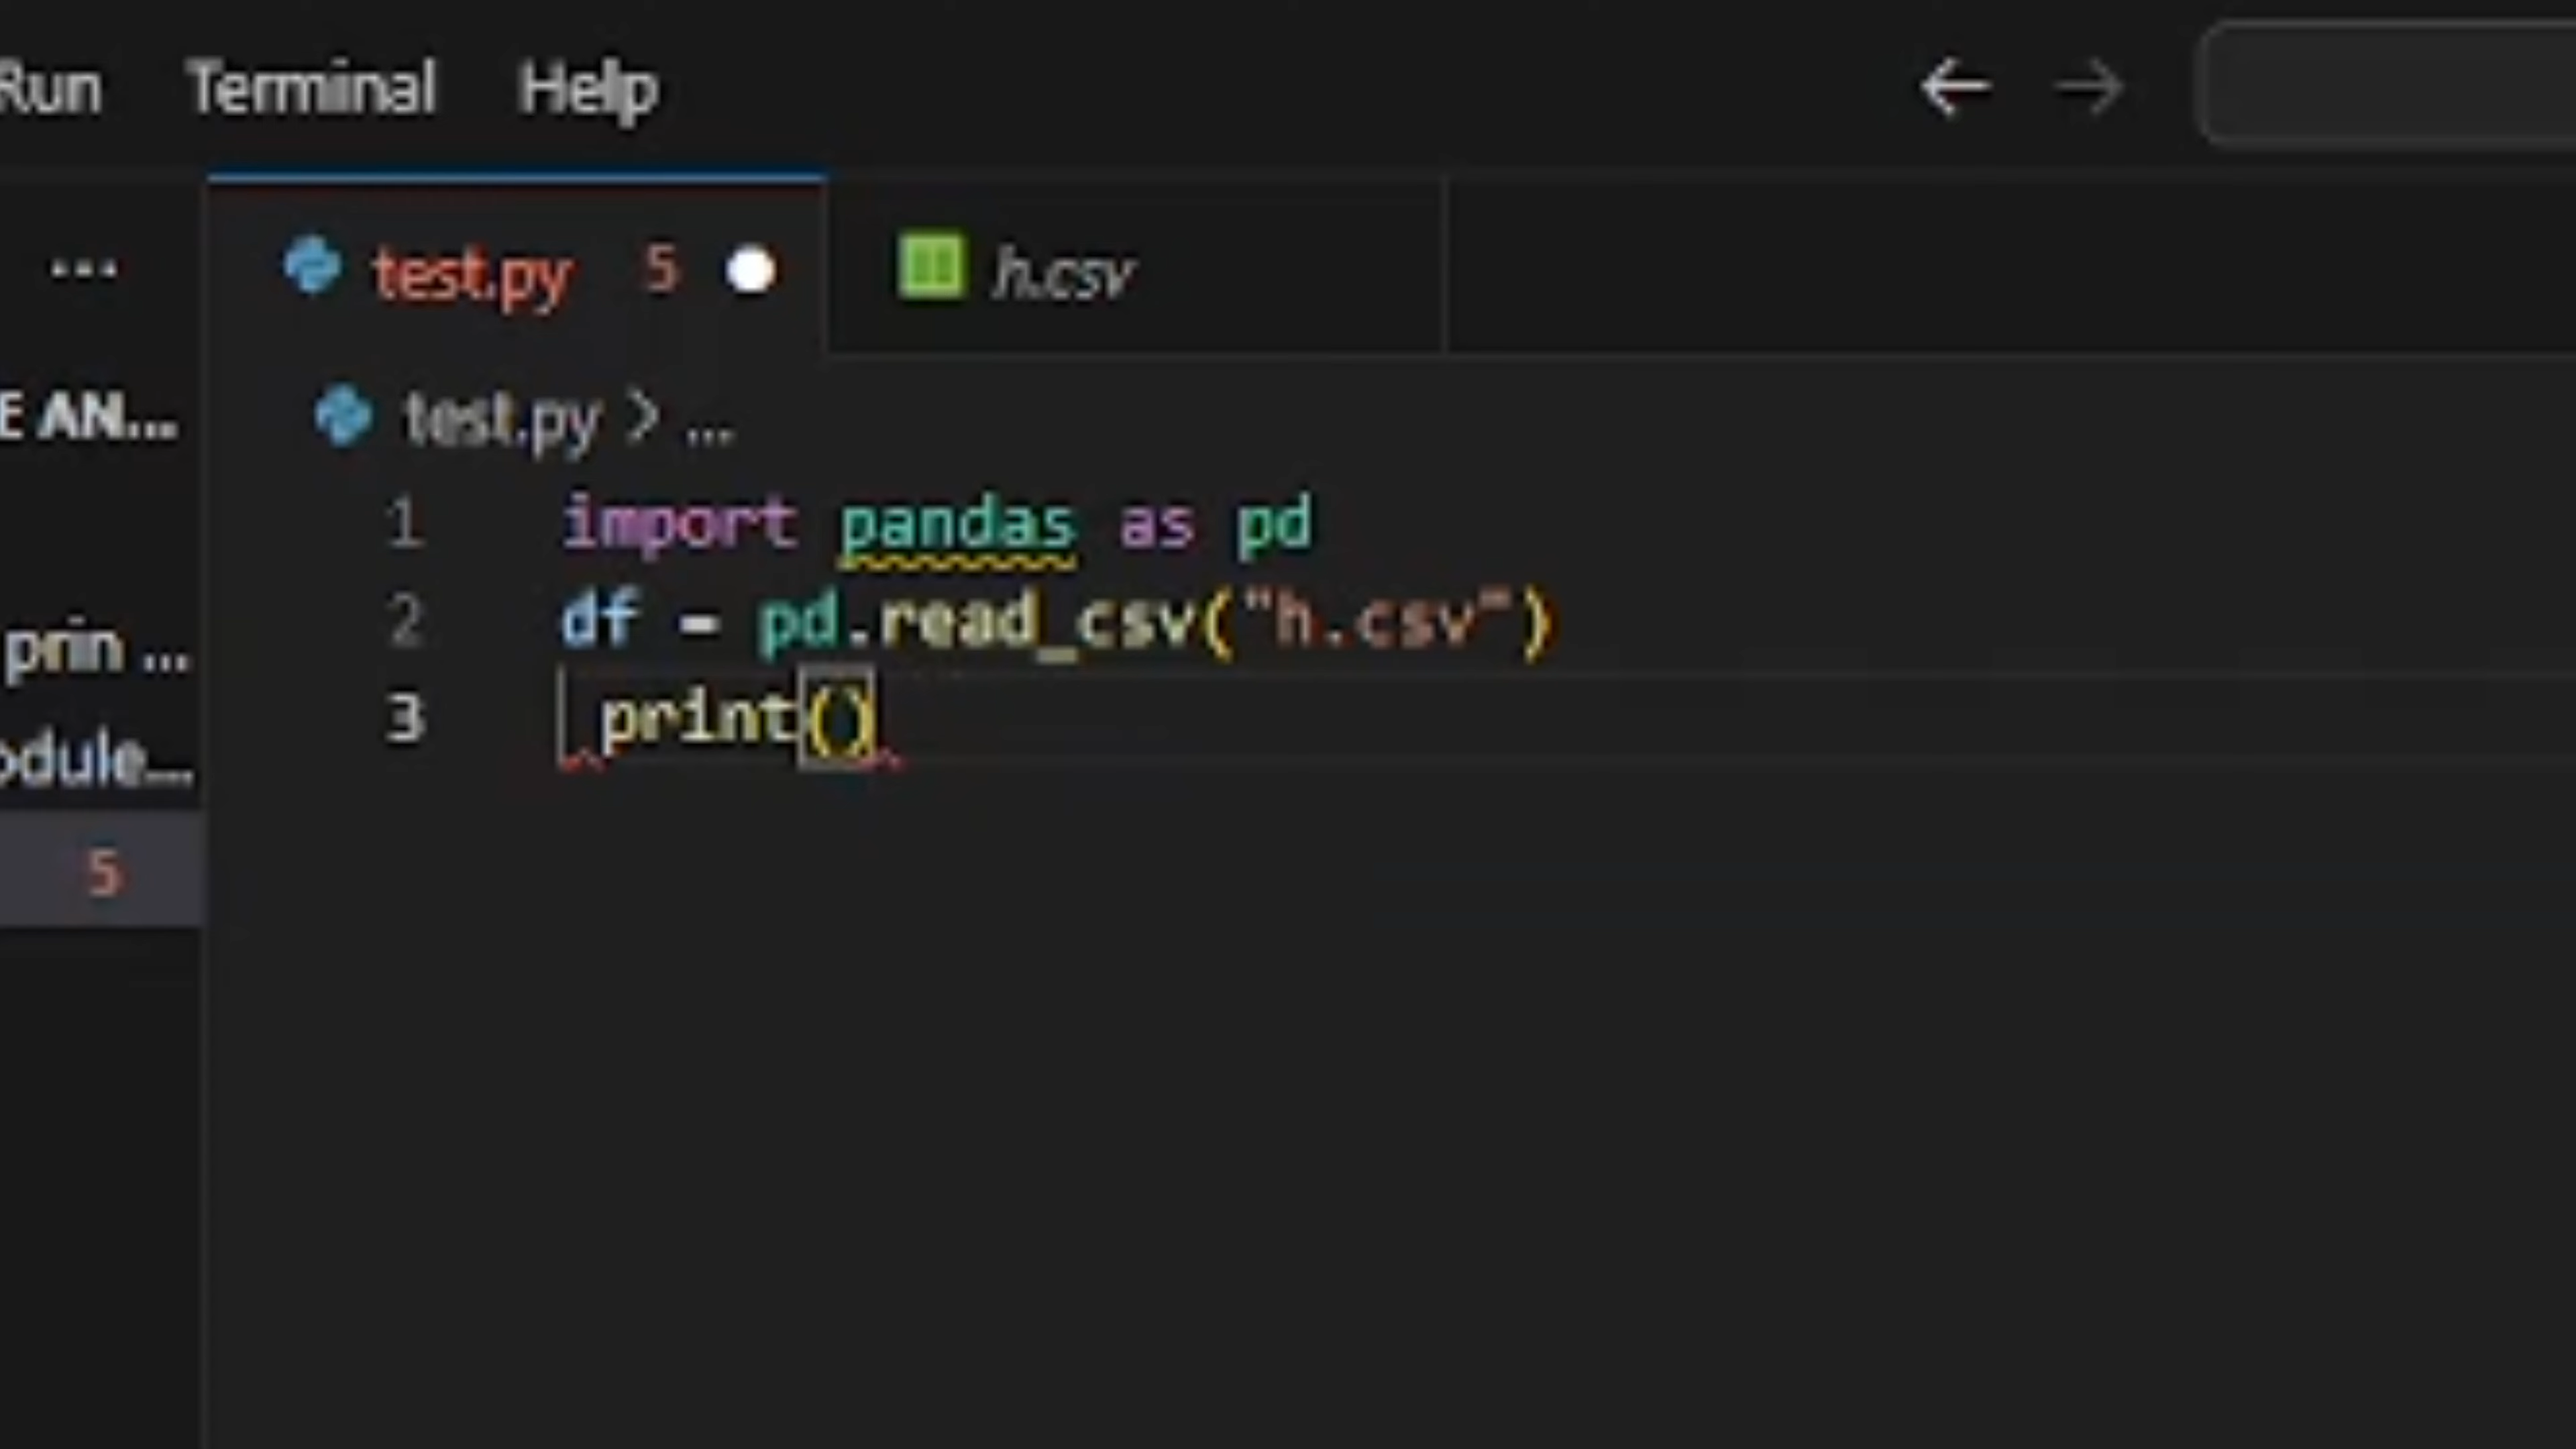 Run Terminal Help
test.py 5 h.csv
E AN...
test.py > ...
1 import pandas as pd
2 df = pd.read_csv("h.csv")
prin ...
3 print()
odule...
5